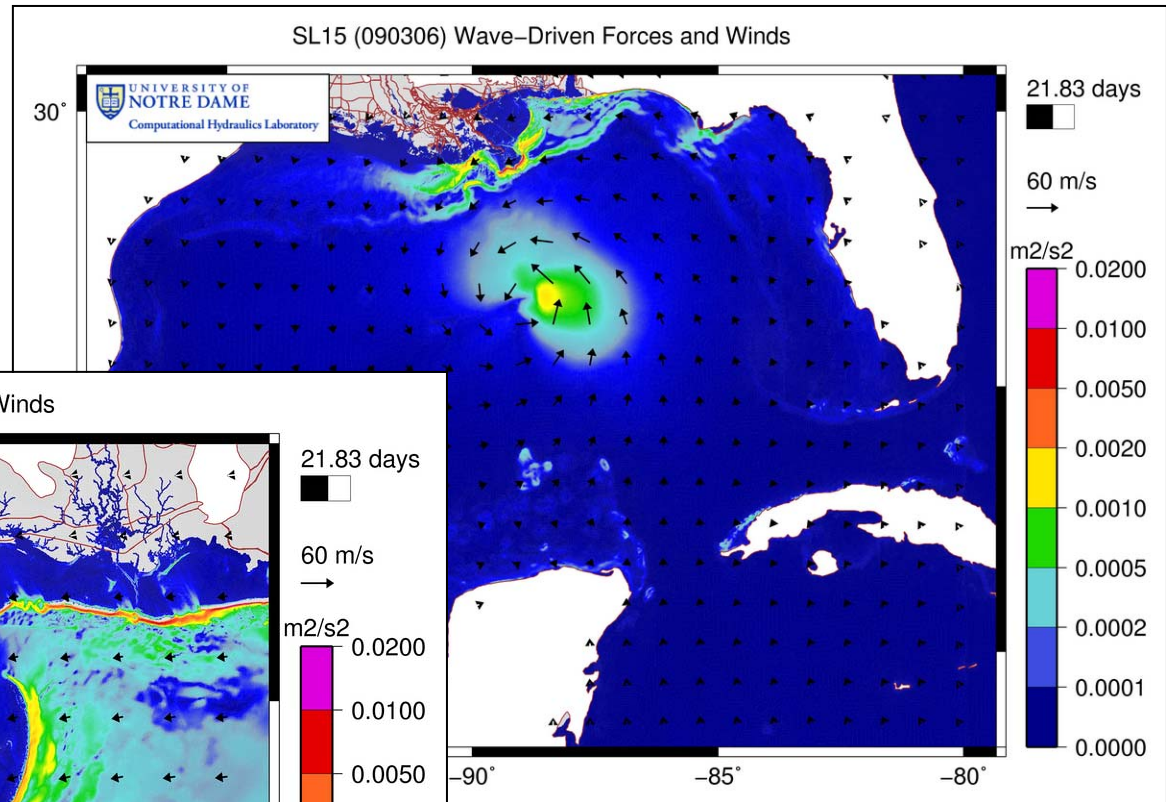 SL15 (090306) Wave−Driven Forces and Winds
UNIVERSITY OF
NOTRE DAME
Computational Hydraulics Laboratory
30˚
21.83 days
60 m/s
m2/s2
0.0200
0.0100
0.0050
0.0020
0.0010
0.0005
0.0002
0.0001
0.0000
−90˚
−85˚
−80˚
Winds
21.83 days
60 m/s
m2/s2
0.0200
0.0100
0.0050